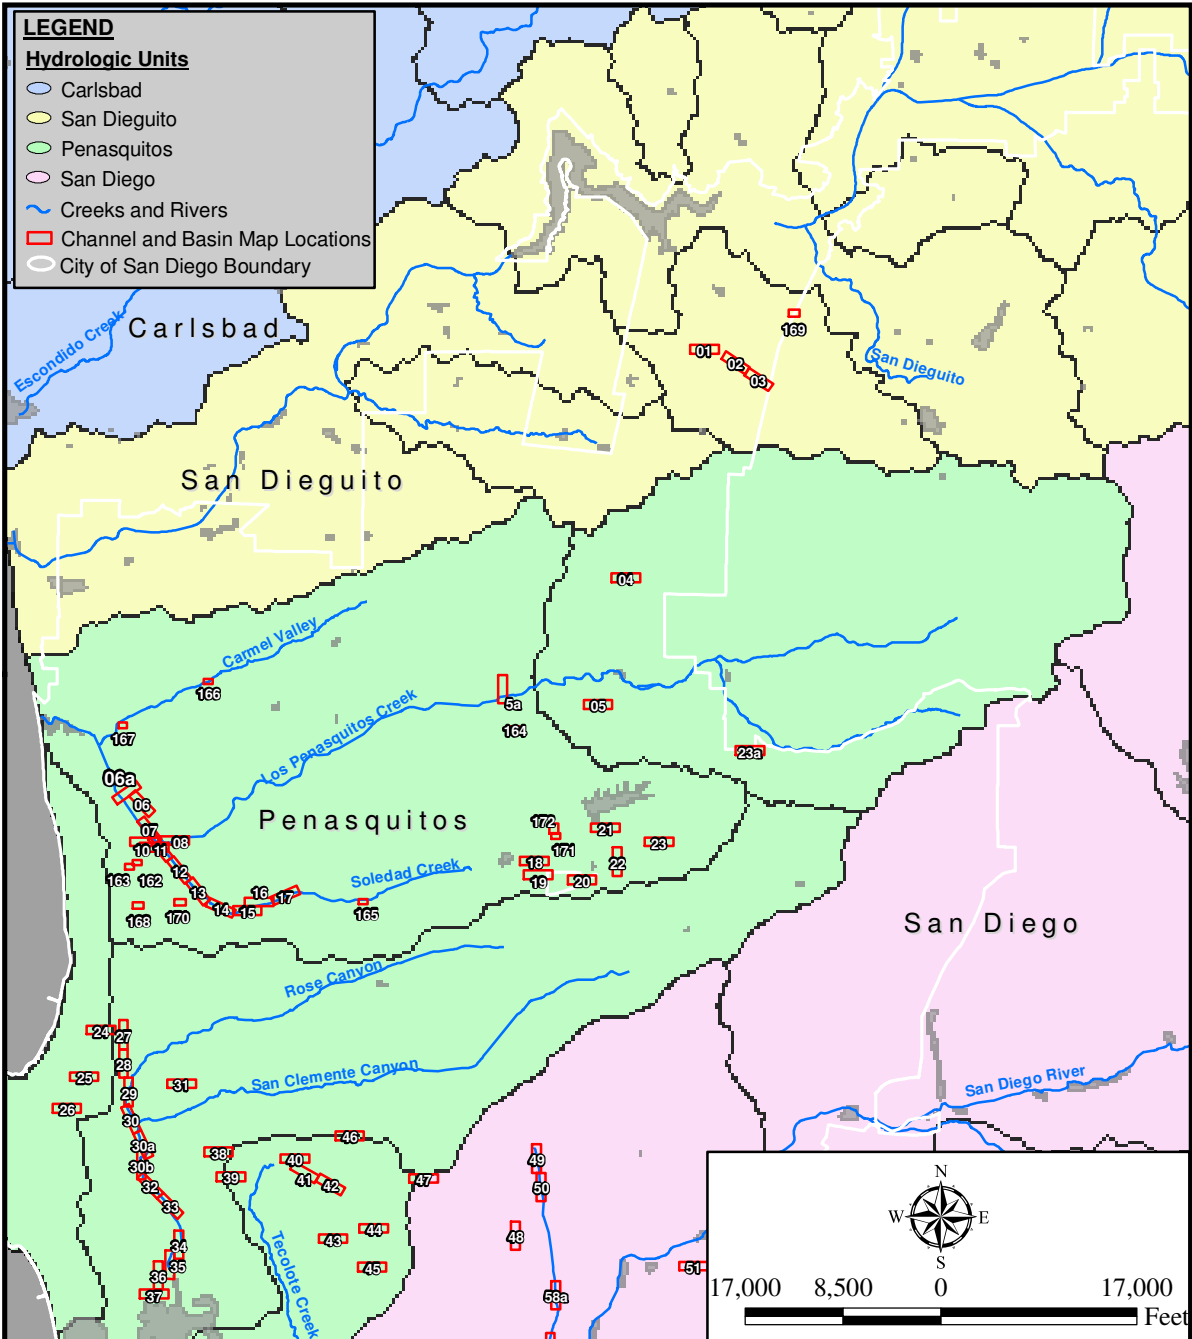 LEGEND
Hydrologic Units
Carlsbad
San Dieguito
Penasquitos
San Diego
Creeks and Rivers
Channel and Basin Map Locations
City of San Diego Boundary
Escondido Creek
Carlsbad
169
01
02
03
San Dieguito
San Dieguito
04
Carmel Valley
166
5a
05
164
167
Los Penasquitos Creek
23a
06a
06
Penasquitos
07
08
10
11
172
171
21
23
22
18
19
20
163
162
12
13
14
15
16
17
Soledad Creek
165
168
170
San Diego
Rose Canyon
24
27
28
25
29
31
San Clemente Canyon
San Diego River
26
30
30a
30b
46
38
39
40
41
42
47
49
50
32
33
34
35
36
37
Tecolote Creek
43
44
45
48
51
58a
N
W
E
S
17,000
8,500
0
17,000
Feet